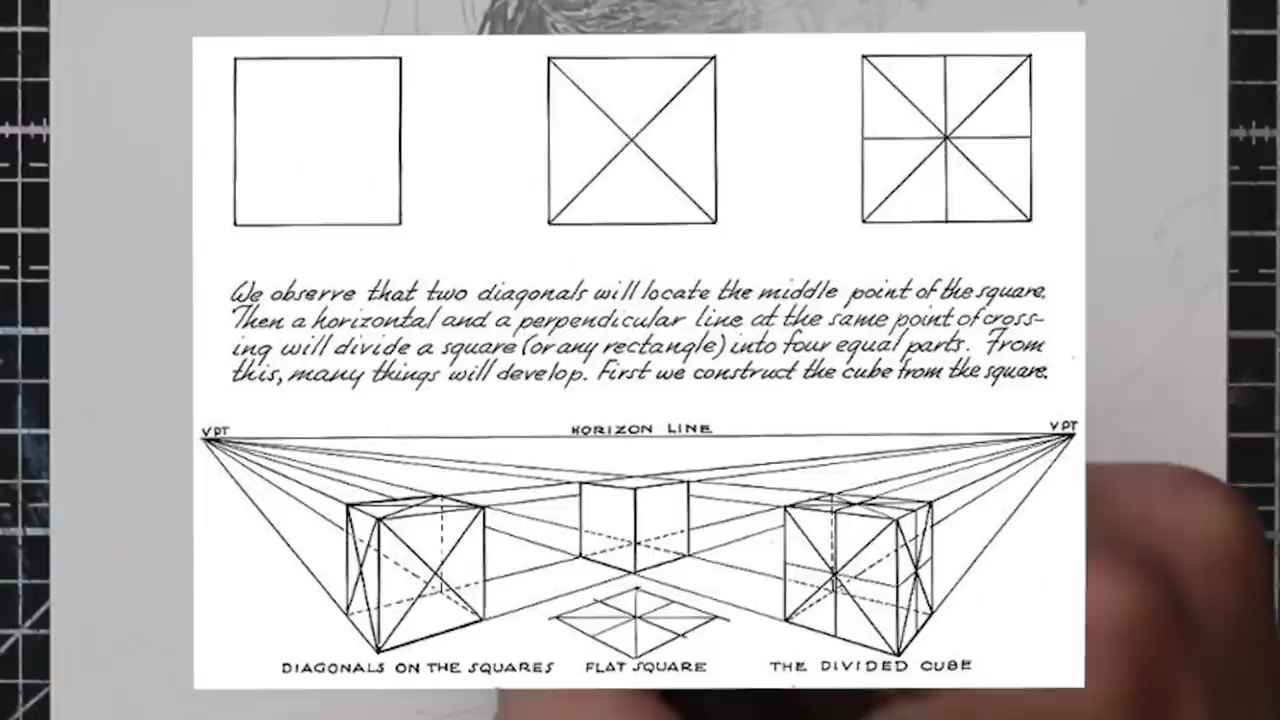 We observe that two diagonals will locate the middle point of the square.
Then a horizontal and a perpendicular line at the same point of cross-
ing will divide a square (or any rectangle) into four equal parts. From
this, many things will develop. First we construct the cube from the square.
VPT HORIZON LINE VPT
DIAGONALS ON THE SQUARES FLAT SQUARE THE DIVIDED CUBE